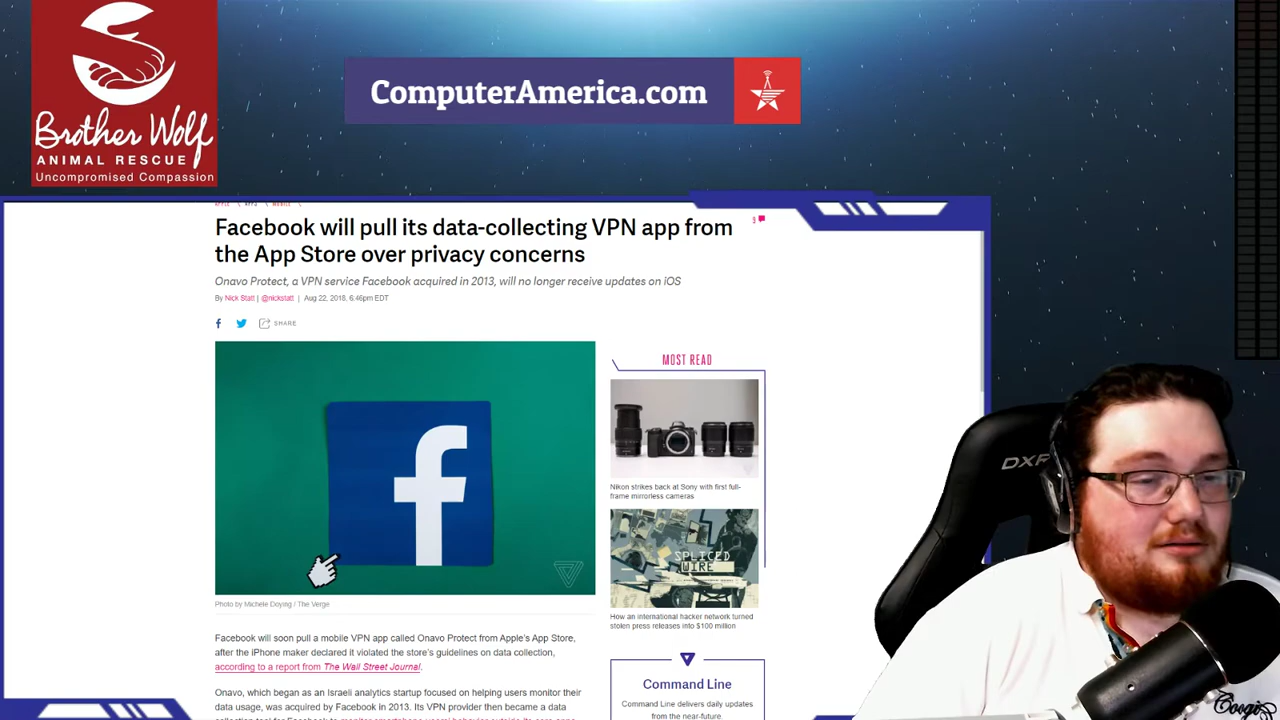 Brother Wolf
ANIMAL RESCUE
Uncompromised Compassion
ComputerAmerica.com
APPLE
APPS
MOBILE
Facebook will pull its data-collecting VPN app from
the App Store over privacy concerns
9
Onavo Protect, a VPN service Facebook acquired in 2013, will no longer receive updates on iOS
By Nick Statt | @nickstatt | Aug 22, 2018, 6:46pm EDT
SHARE
Photo by Michele Doying / The Verge
Facebook will soon pull a mobile VPN app called Onavo Protect from Apple's App Store,
after the iPhone maker declared it violated the store's guidelines on data collection,
according to a report from The Wall Street Journal.
Onavo, which began as an Israeli analytics startup focused on helping users monitor their
data usage, was acquired by Facebook in 2013. Its VPN provider then became a data
MOST READ
Nikon strikes back at Sony with first full-
frame mirrorless cameras
SPLICED
WIRE
How an international hacker network turned
stolen press releases into $100 million
Command Line
Command Line delivers daily updates
from the near-future.
DXR